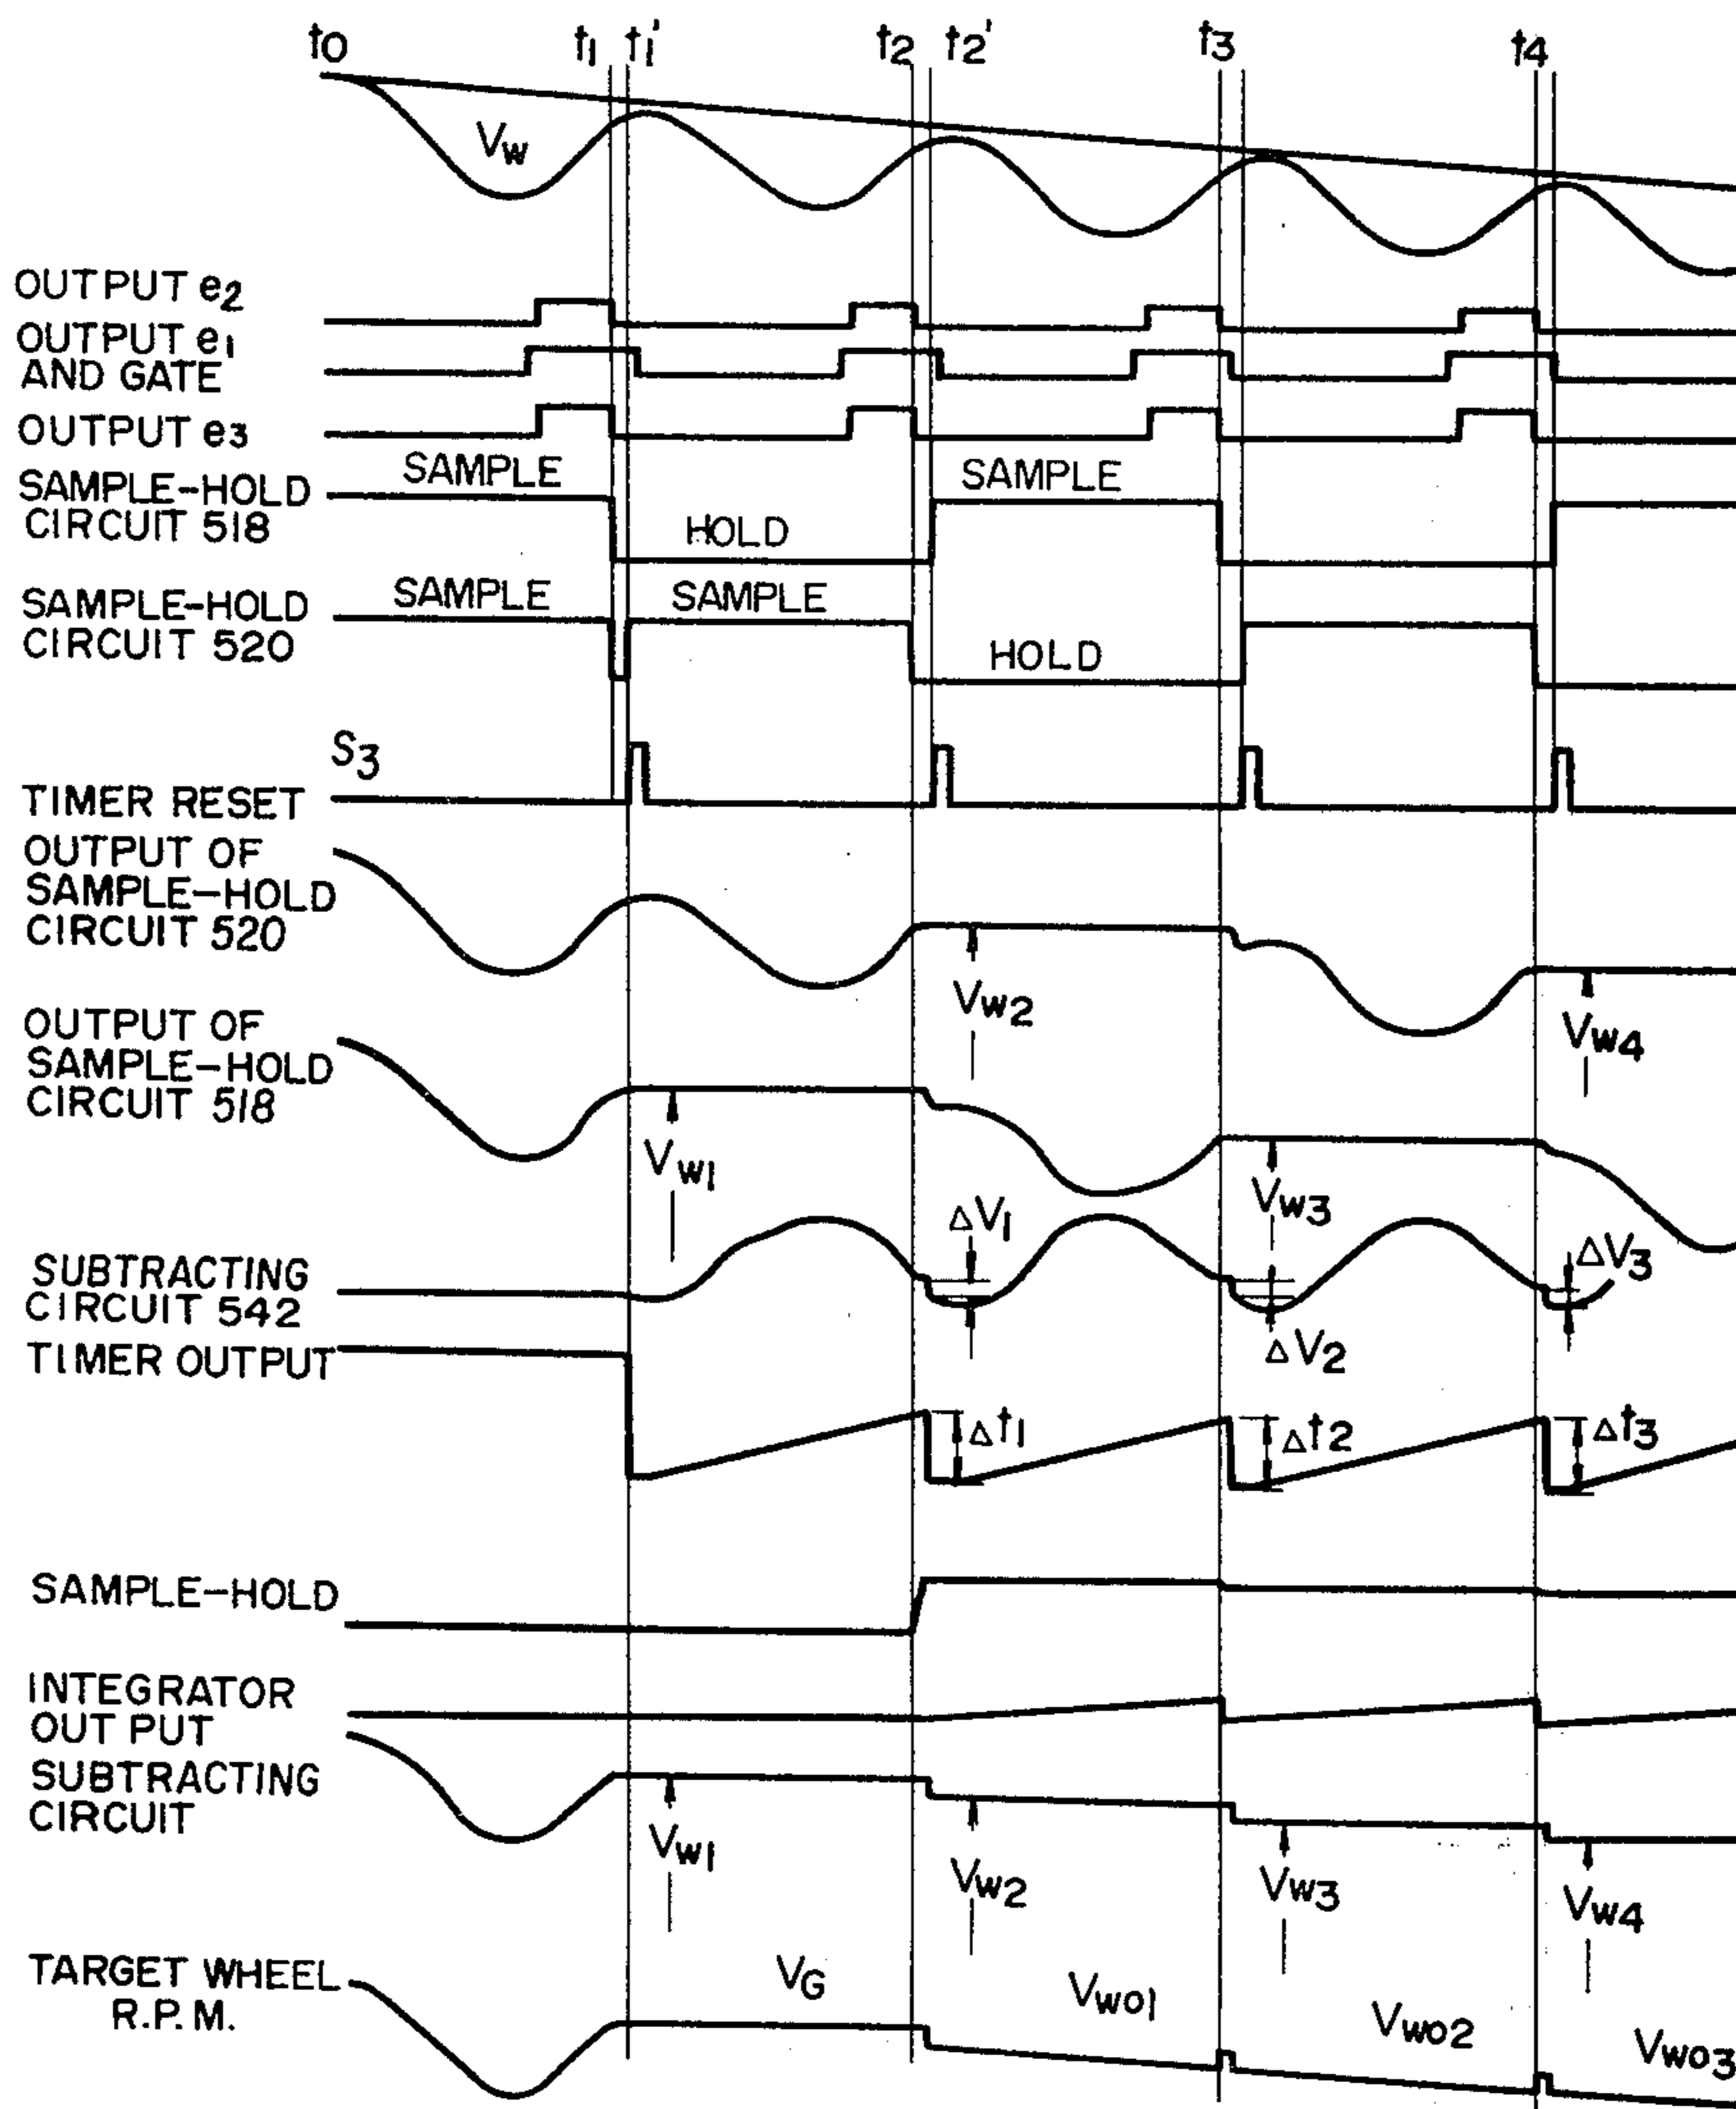 t0 t1 t1' t2 t2' t3 t4
Vw
OUTPUT e2
OUTPUT e1
AND GATE
OUTPUT e3
SAMPLE SAMPLE
SAMPLE-HOLD
CIRCUIT 518
HOLD
SAMPLE SAMPLE
SAMPLE-HOLD
CIRCUIT 520
HOLD
S3
TIMER RESET
OUTPUT OF
SAMPLE-HOLD
CIRCUIT 520
Vw2
Vw4
OUTPUT OF
SAMPLE-HOLD
CIRCUIT 518
Vw1
Vw3
ΔV1
ΔV3
SUBTRACTING
CIRCUIT 542
ΔV2
TIMER OUTPUT
Δt1 Δt2 Δt3
SAMPLE-HOLD
INTEGRATOR
OUT PUT
SUBTRACTING
CIRCUIT
Vw1
Vw2
Vw3
Vw4
TARGET WHEEL
R.P.M.
VG
Vwo1
Vwo2
Vwo3